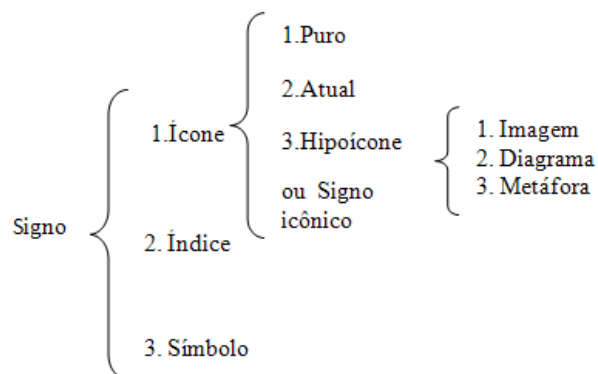 Signo
1.Ícone
2. Índice
3. Símbolo
1.Puro
2.Atual
3.Hipoícone
ou Signo
icônico
1. Imagem
2. Diagrama
3. Metáfora